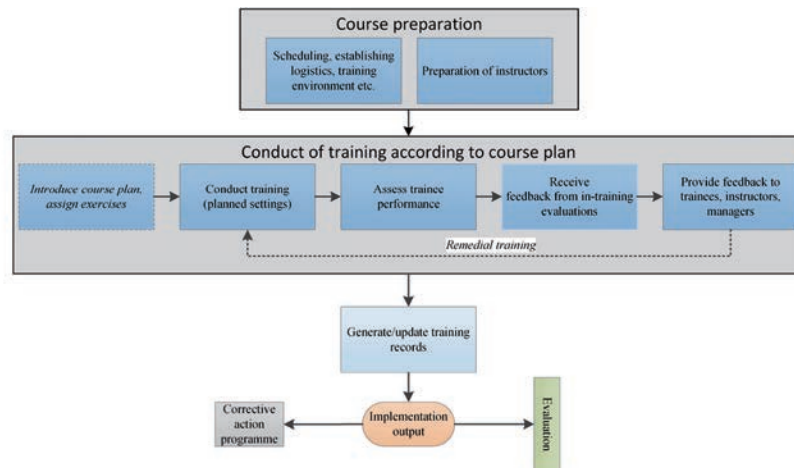 Course preparation
Scheduling, establishing
logistics, training
environment etc.
Preparation of instructors
Conduct of training according to course plan
Introduce course plan,
assign exercises
Conduct training
(planned settings)
Assess trainee
performance
Receive
feedback from in-training
evaluations
Provide feedback to
trainees, instructors,
managers
Remedial training
Generate/update training
records
Corrective
action
programme
Implementation
output
Evaluation